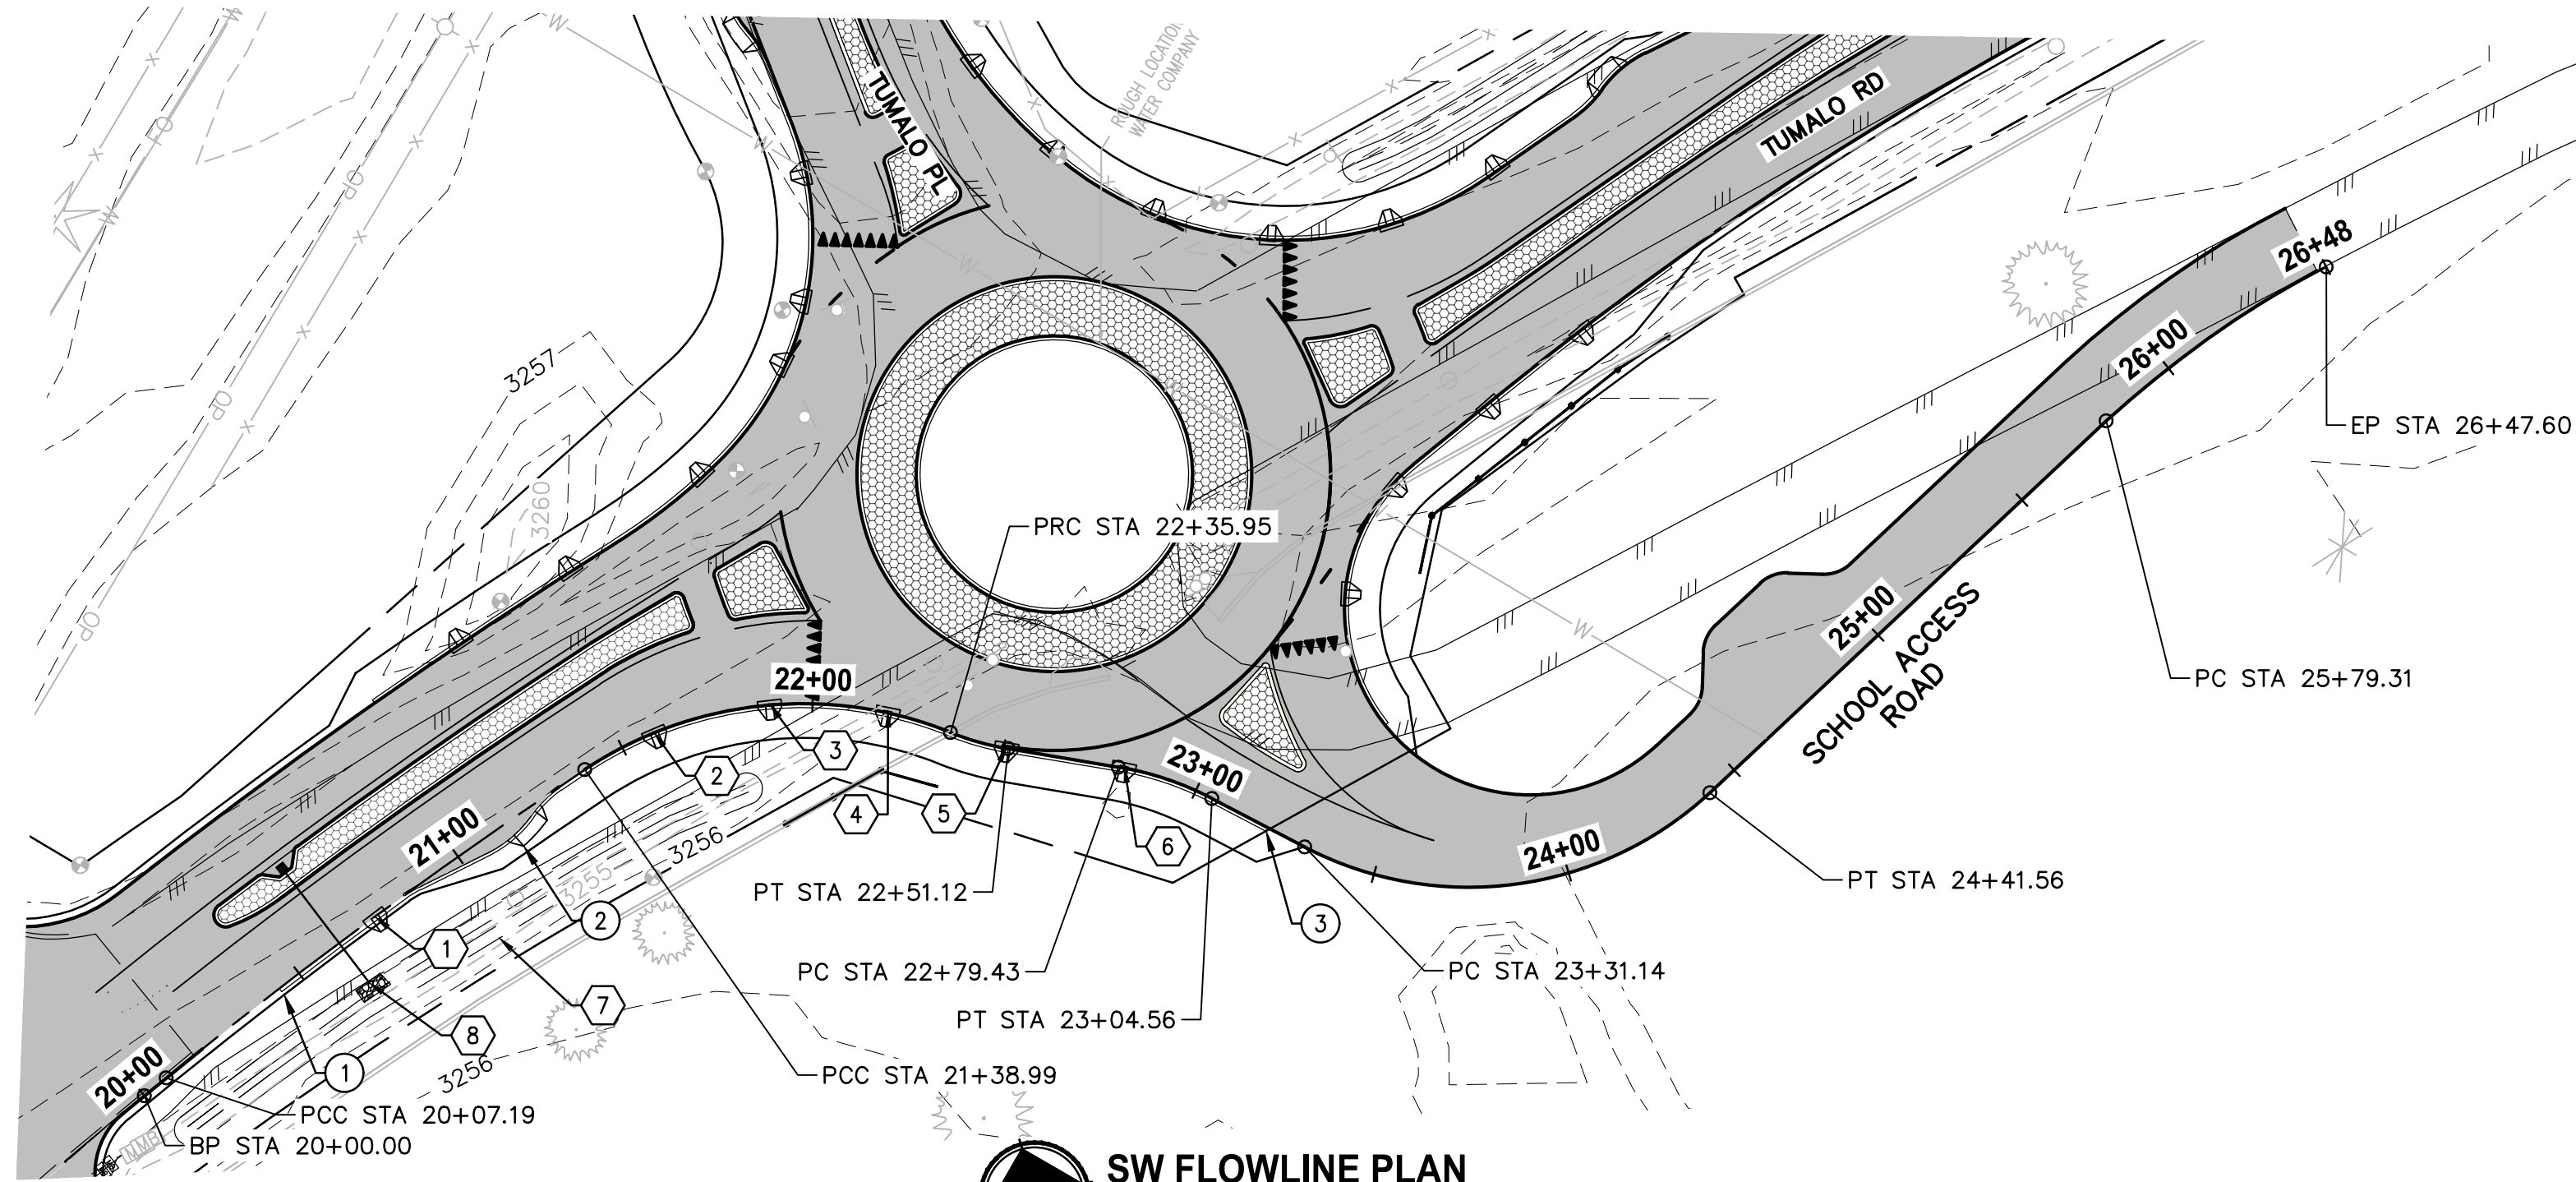 W
X
X
W
X
ROUGH LOCATION
WATER COMPANY
X
X
FO
W
OP
X
X
W
X
OP
X
OP
TUMALO PL
TUMALO RD
W
3257
3260
W
26+48
26+00
EP STA 26+47.60
PRC STA 22+35.95
22+00
W
25+00
SCHOOL ACCESS
ROAD
PC STA 25+79.31
3
2
4
5
6
23+00
21+00
3256
3255
24+00
PT STA 22+51.12
PT STA 24+41.56
1
2
3
PC STA 22+79.43
PC STA 23+31.14
7
8
PT STA 23+04.56
20+00
1
3256
PCC STA 21+38.99
PCC STA 20+07.19
BP STA 20+00.00
SW FLOWLINE PLAN